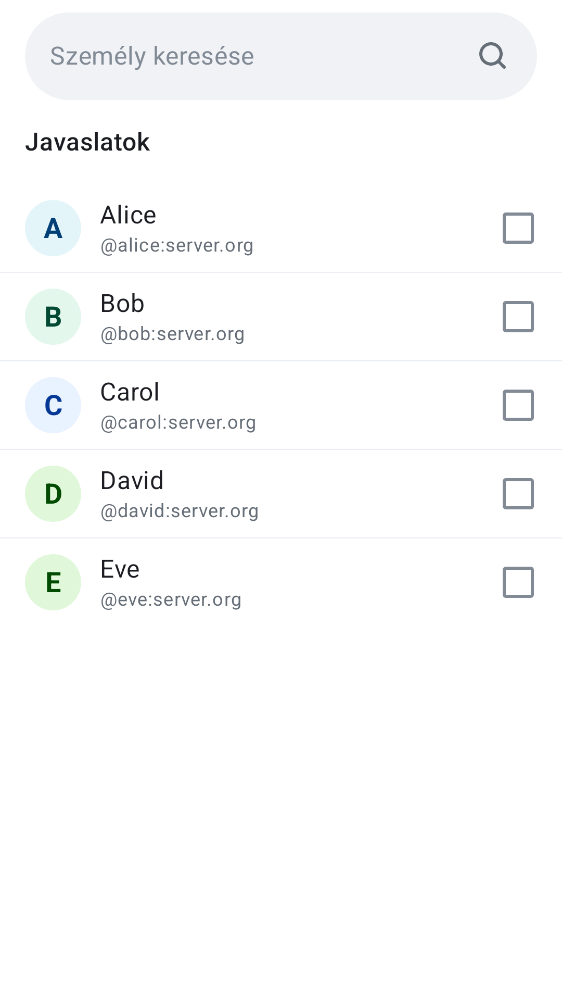 Személy keresése
Javaslatok
A
Alice
@alice:server.org
B
Bob
@bob:server.org
C
Carol
@carol:server.org
D
David
@david:server.org
E
Eve
@eve:server.org